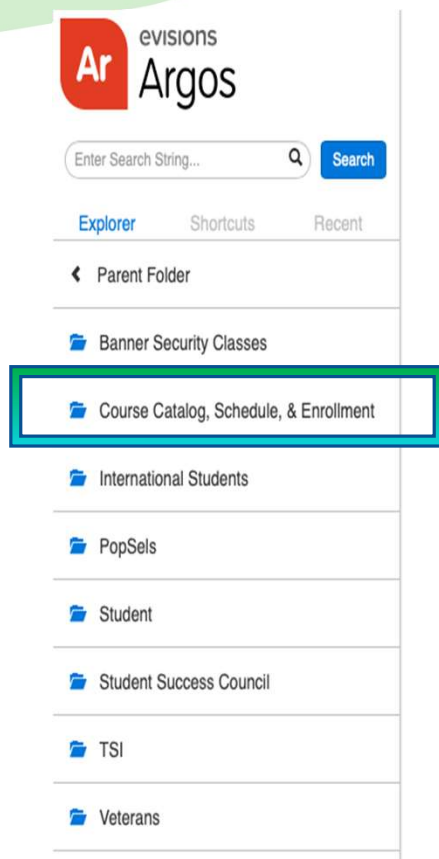 Ar
evisions
Argos
Enter Search String...
Search
Explorer Shortcuts Recent
Parent Folder
Banner Security Classes
Course Catalog, Schedule, & Enrollment
International Students
PopSels
Student
Student Success Council
TSI
Veterans